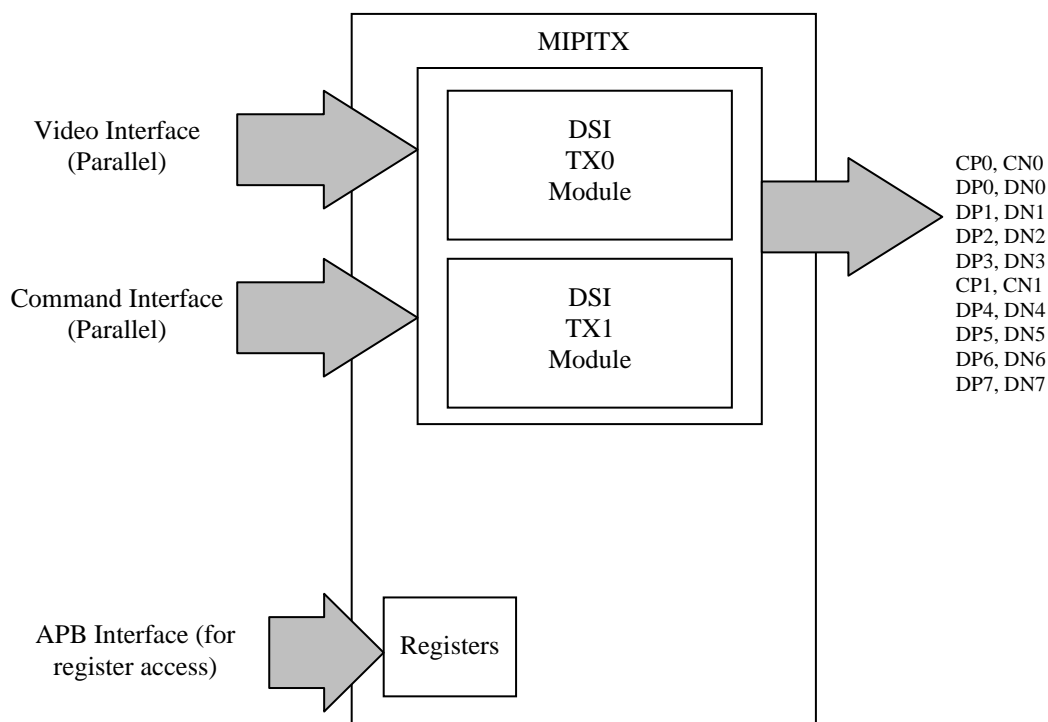 MIPITX
Video Interface
(Parallel)
DSI
TX0
Module
CP0, CN0
DP0, DN0
DP1, DN1
DP2, DN2
DP3, DN3
CP1, CN1
DP4, DN4
DP5, DN5
DP6, DN6
DP7, DN7
Command Interface
(Parallel)
DSI
TX1
Module
APB Interface (for
register access)
Registers